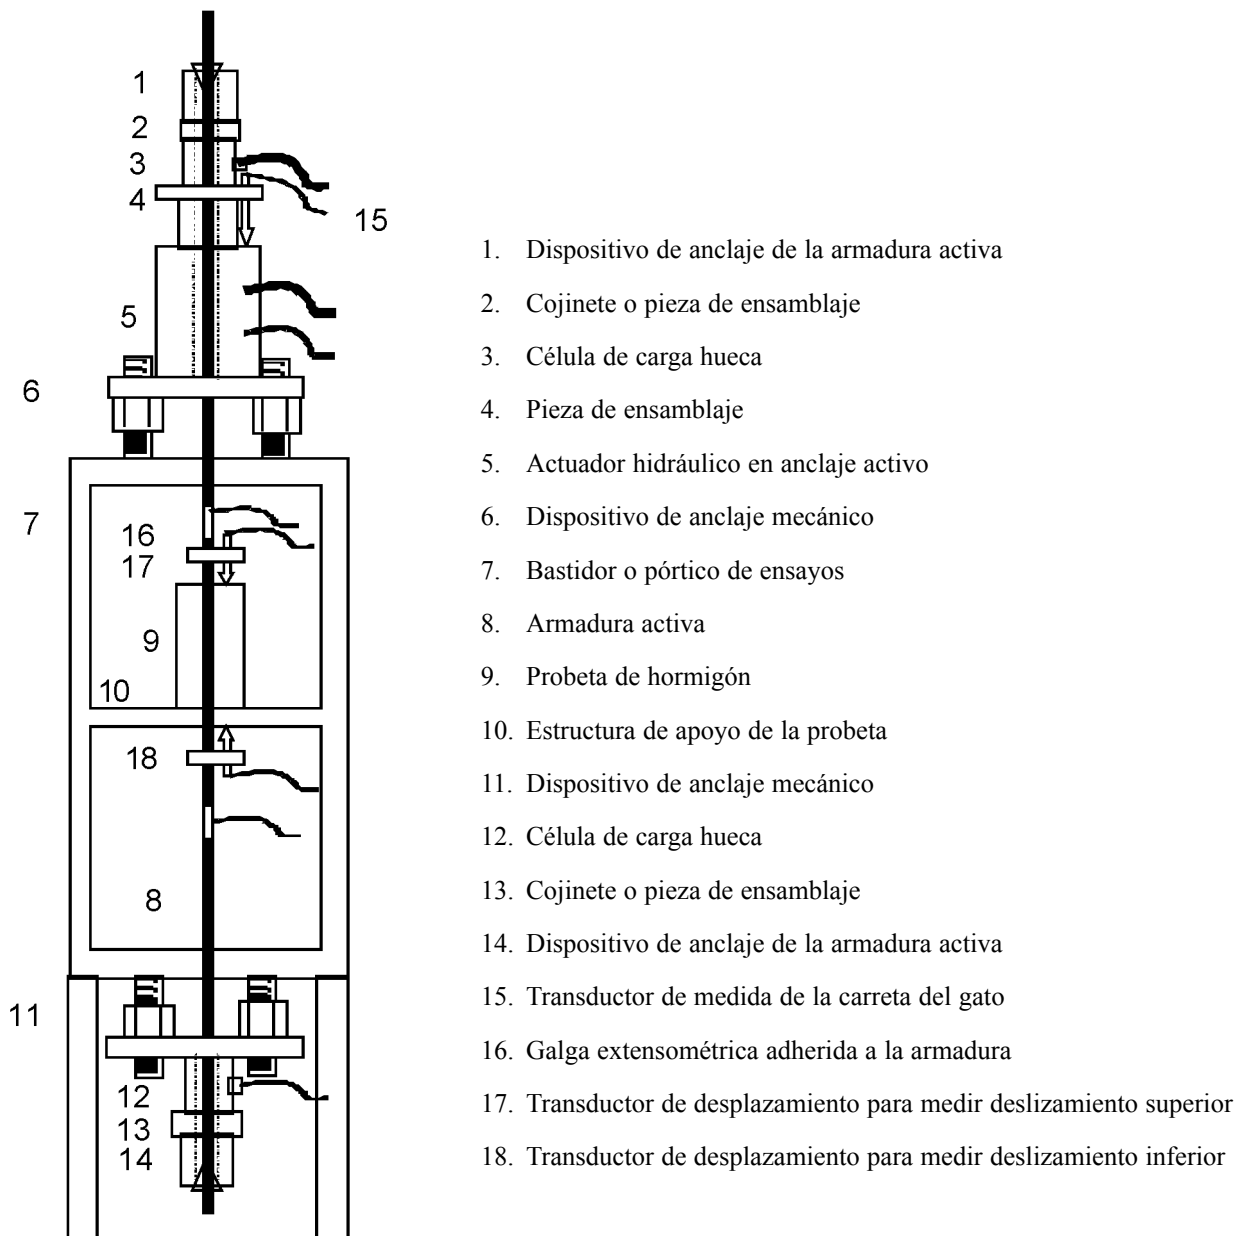 1
2
3
4
15
5
6
7
16
17
9
10
18
8
11
12
13
14
1. Dispositivo de anclaje de la armadura activa
2. Cojinete o pieza de ensamblaje
3. Célula de carga hueca
4. Pieza de ensamblaje
5. Actuador hidráulico en anclaje activo
6. Dispositivo de anclaje mecánico
7. Bastidor o pórtico de ensayos
8. Armadura activa
9. Probeta de hormigón
10. Estructura de apoyo de la probeta
11. Dispositivo de anclaje mecánico
12. Célula de carga hueca
13. Cojinete o pieza de ensamblaje
14. Dispositivo de anclaje de la armadura activa
15. Transductor de medida de la carreta del gato
16. Galga extensométrica adherida a la armadura
17. Transductor de desplazamiento para medir deslizamiento superior
18. Transductor de desplazamiento para medir deslizamiento inferior